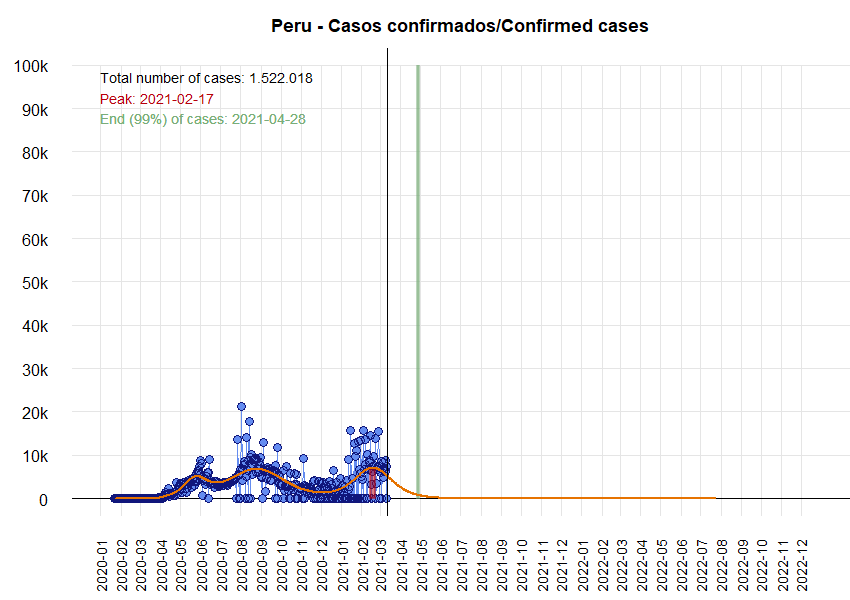 Peru - Casos confirmados/Confirmed cases
Total number of cases: 1.522.018
Peak: 2021-02-17
End (99%) of cases: 2021-04-28
100k
90k
80k
70k
60k
50k
40k
30k
20k
10k
0
2020-01
2020-02
2020-03
2020-04
2020-05
2020-06
2020-07
2020-08
2020-09
2020-10
2020-11
2020-12
2021-01
2021-02
2021-03
2021-04
2021-05
2021-06
2021-07
2021-08
2021-09
2021-10
2021-11
2021-12
2022-01
2022-02
2022-03
2022-04
2022-05
2022-06
2022-07
2022-08
2022-09
2022-10
2022-11
2022-12